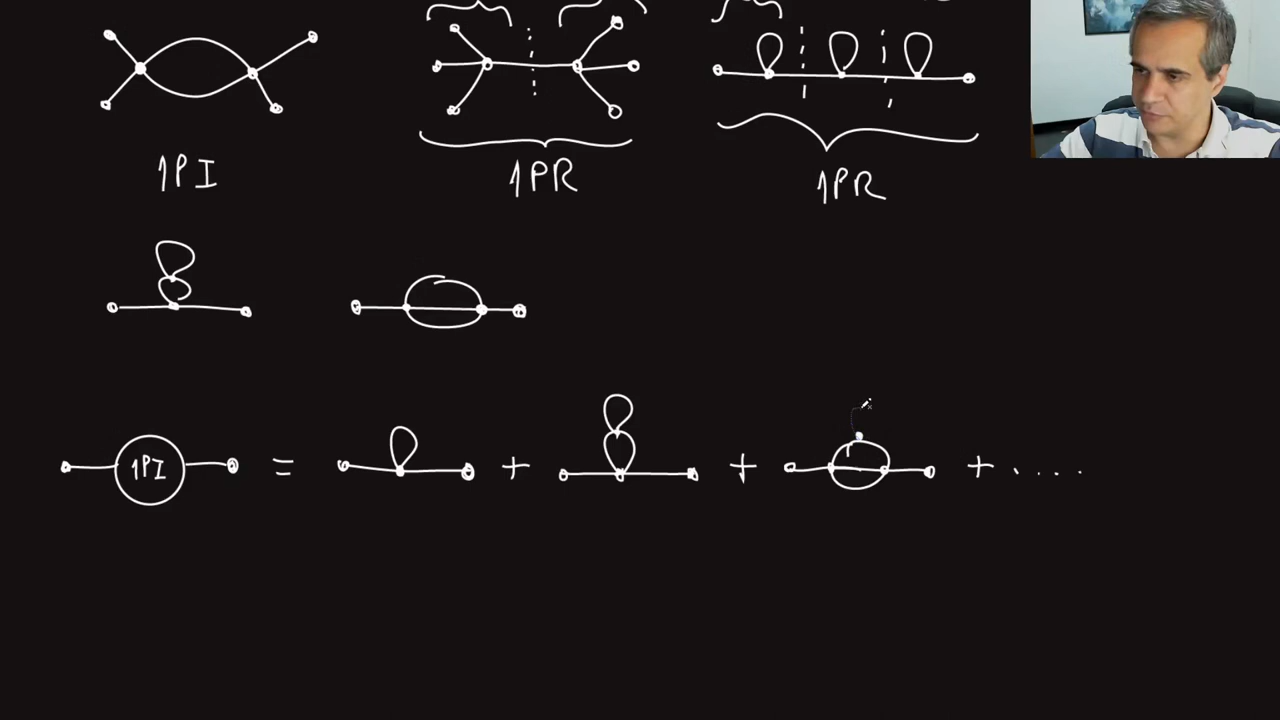 1PI 1PR 1PR
1PI = + + + ....